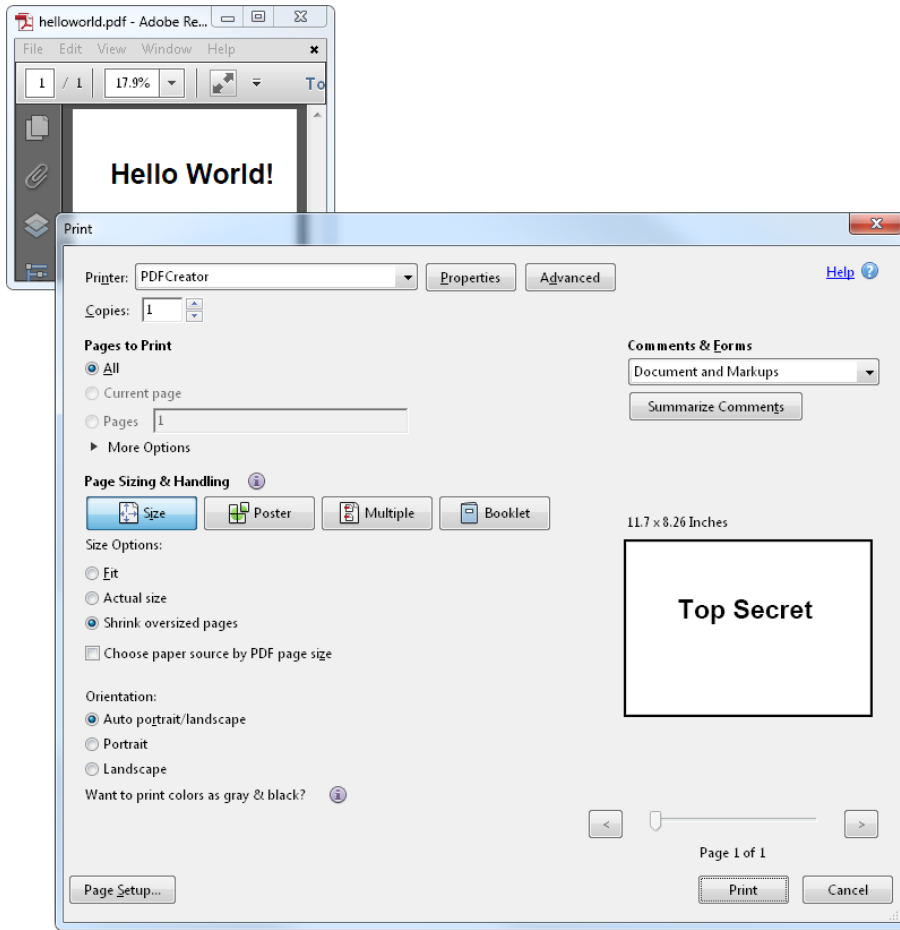 helloworld.pdf - Adobe Re...
File Edit View Window Help
1 / 1 17.9% To
Hello World!
Print
Printer: PDFCreator Properties Advanced Help
Copies: 1
Pages to Print
All
Current page
Pages 1
More Options
Comments & Forms
Document and Markups
Summarize Comments
Page Sizing & Handling
Size Poster Multiple Booklet
Size Options:
Fit
Actual size
Shrink oversized pages
Choose paper source by PDF page size
11.7 x 8.26 Inches
Top Secret
Orientation:
Auto portrait/landscape
Portrait
Landscape
Want to print colors as gray & black?
< >
Page 1 of 1
Page Setup... Print Cancel